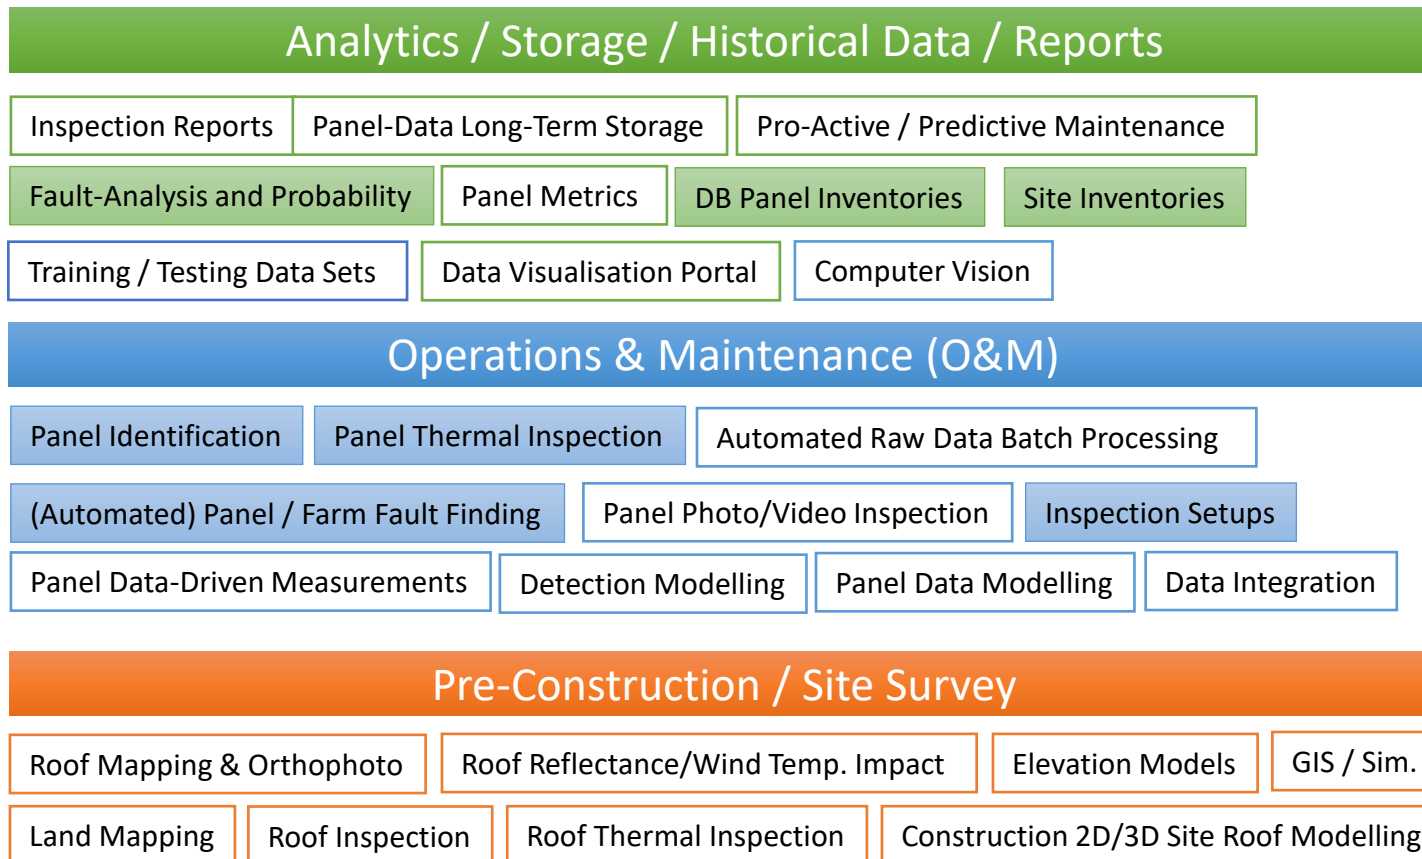 Analytics / Storage / Historical Data / Reports
Inspection Reports
Panel-Data Long-Term Storage
Pro-Active / Predictive Maintenance
Fault-Analysis and Probability
Panel Metrics
DB Panel Inventories
Site Inventories
Training / Testing Data Sets
Data Visualisation Portal
Computer Vision
Operations & Maintenance (O&M)
Panel Identification
Panel Thermal Inspection
Automated Raw Data Batch Processing
(Automated) Panel / Farm Fault Finding
Panel Photo/Video Inspection
Inspection Setups
Panel Data-Driven Measurements
Detection Modelling
Panel Data Modelling
Data Integration
Pre-Construction / Site Survey
Roof Mapping & Orthophoto
Roof Reflectance/Wind Temp. Impact
Elevation Models
GIS / Sim.
Land Mapping
Roof Inspection
Roof Thermal Inspection
Construction 2D/3D Site Roof Modelling